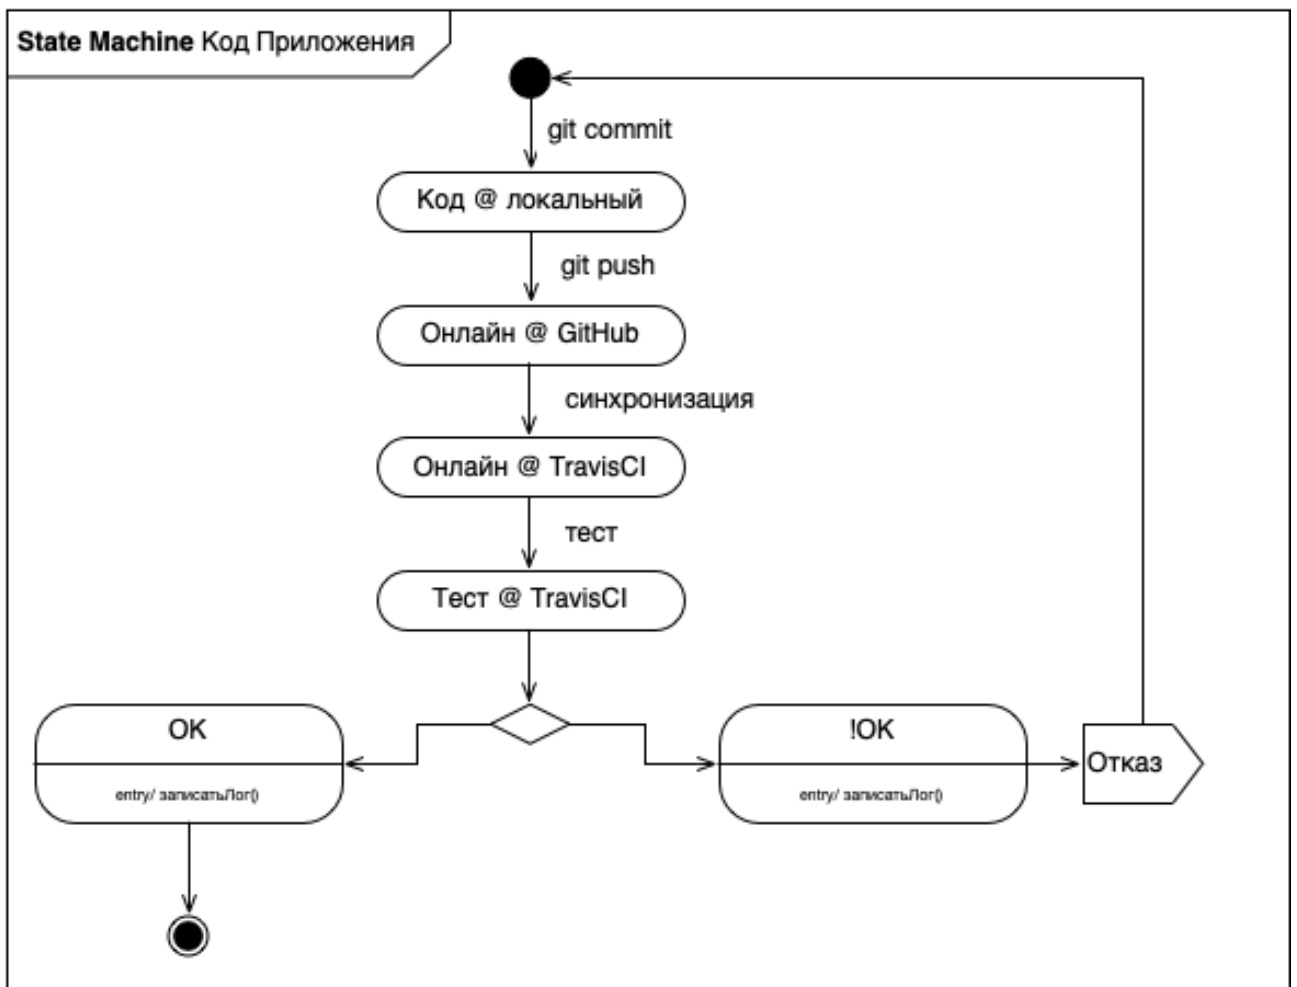 State Machine Код Приложения
git commit
Код @ локальный
git push
Онлайн @ GitHub
синхронизация
Онлайн @ TravisCI
тест
Тест @ TravisCI
OK
entry/ записатьЛог()
!OK
entry/ записатьЛог()
Отказ